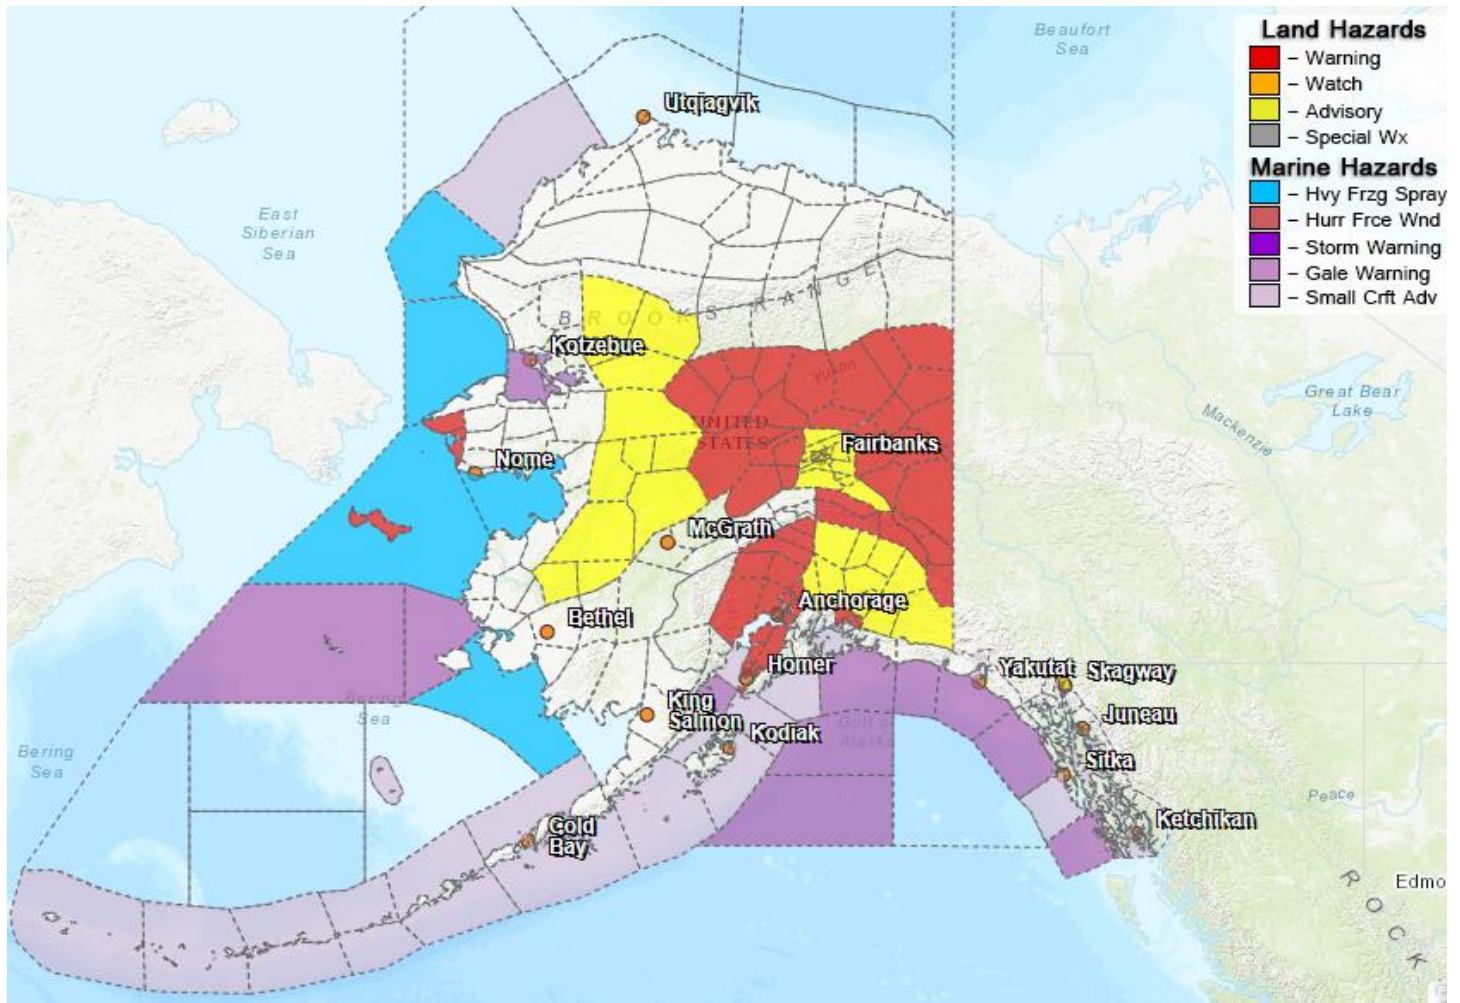 Land Hazards
– Warning
– Watch
– Advisory
– Special Wx
Marine Hazards
– Hvy Frzg Spray
– Hurr Frce Wnd
– Storm Warning
– Gale Warning
– Small Crft Adv
Beaufort
Sea
Utqiagvik
East
Siberian
Sea
BROOKS RANGE
Kotzebue
Yukon
Great Bear
Lake
Mackenzie
UNITED
STATES
Fairbanks
Nome
McGrath
Anchorage
Bethel
Homer
Yakutat
Skagway
King
Salmon
Bering
Sea
Kodiak
Gulf of
Alaska
Juneau
Bering
Sea
Sitka
Peace
Cold
Bay
Ketchikan
Edmo
ROCK